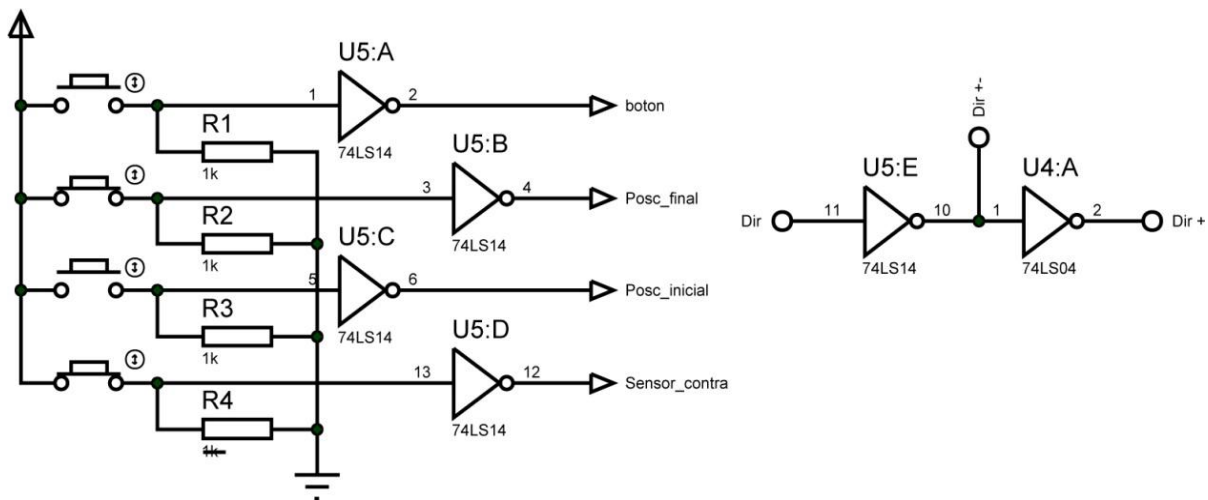 U5:A
1
2
boton
74LS14
R1
1k
U5:B
3
4
Posc_final
74LS14
R2
1k
U5:C
5
6
Posc_inicial
74LS14
R3
1k
U5:D
13
12
Sensor_contra
74LS14
R4
1k
Dir +-
U5:E
U4:A
Dir
11
10
1
2
Dir +
74LS14
74LS04